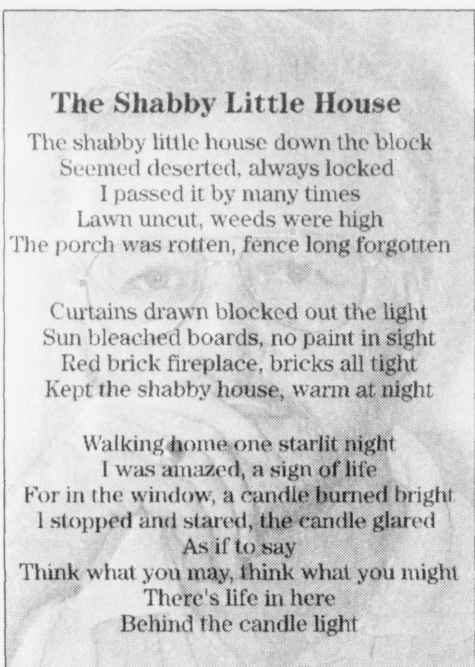 The Shabby Little House
The shabby little house down the block
Seemed deserted, always locked
I passed it by many times
Lawn uncut, weeds were high
The porch was rotten, fence long forgotten
Curtains drawn blocked out the light
Sun bleached boards, no paint in sight
Red brick fireplace, bricks all tight
Kept the shabby house, warm at night
Walking home one starlit night
I was amazed, a sign of life
For in the window, a candle burned bright
I stopped and stared, the candle glared
As if to say
Think what you may, think what you might
There's life in here
Behind the candle light